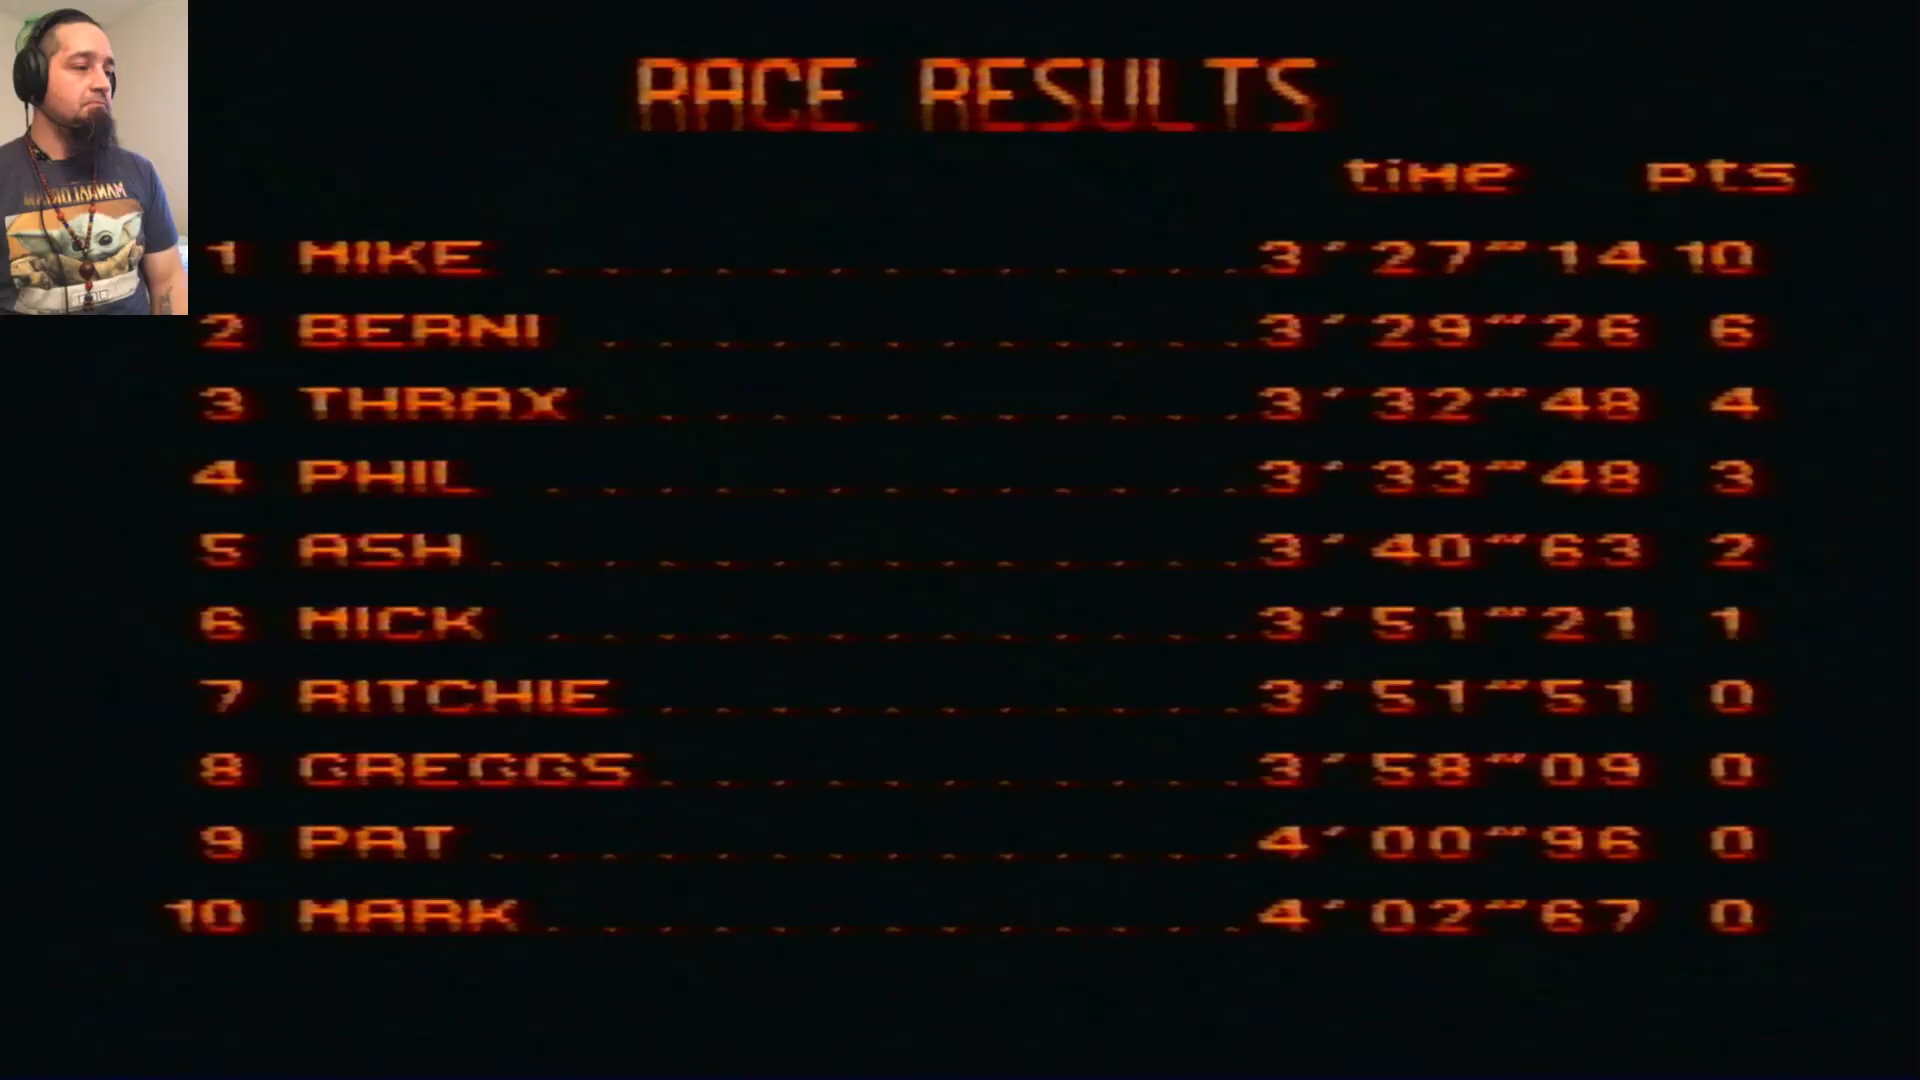 RACE RESULTS
time pts
1 MIKE ............. 3'27"14 10
2 BERNI ............ 3'29"26 6
3 THRAX ............ 3'32"48 4
4 PHIL ............. 3'33"48 3
5 ASH .............. 3'40"63 2
6 MICK ............. 3'51"21 1
7 RITCHIE ........... 3'51"51 0
8 GREGGS ........... 3'58"09 0
9 PAT .............. 4'00"96 0
10 MARK ............. 4'02"67 0
MANDALORIAN